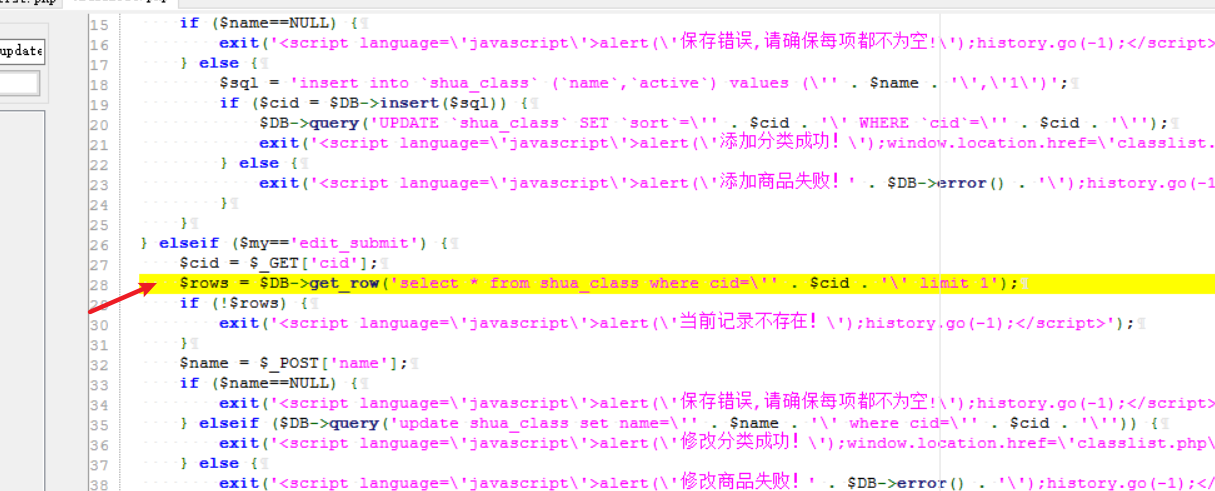 update
15 if ($name==NULL) {
16 exit('<script language=\'javascript\'>alert(\'保存错误,请确保每项都不为空!\');history.go(-1);</script>
17 } else {
18 $sql = 'insert into `shua_class` (`name`,`active`) values (\'' . $name . '\',\'1\')';
19 if ($cid = $DB->insert($sql)) {
20 $DB->query('UPDATE `shua_class` SET `sort`=\'' . $cid . '\' WHERE `cid`=\'' . $cid . '\'');
21 exit('<script language=\'javascript\'>alert(\'添加分类成功！\');window.location.href=\'classlist.
22 } else {
23 exit('<script language=\'javascript\'>alert(\'添加商品失败！' . $DB->error() . '\');history.go(-1
24 }
25 }
26 } elseif ($my=='edit_submit') {
27 $cid = $_GET['cid'];
28 $rows = $DB->get_row('select * from shua_class where cid=\'' . $cid . '\' limit 1');
if (!$rows) {
30 exit('<script language=\'javascript\'>alert(\'当前记录不存在！\');history.go(-1);</script>');
31 }
32 $name = $_POST['name'];
33 if ($name==NULL) {
34 exit('<script language=\'javascript\'>alert(\'保存错误,请确保每项都不为空!\');history.go(-1);</script>
35 } elseif ($DB->query('update shua_class set name=\'' . $name . '\' where cid=\'' . $cid . '\'')) {
36 exit('<script language=\'javascript\'>alert(\'修改分类成功！\');window.location.href=\'classlist.php\
37 } else {
38 exit('<script language=\'javascript\'>alert(\'修改商品失败！' . $DB->error() . '\');history.go(-1);</